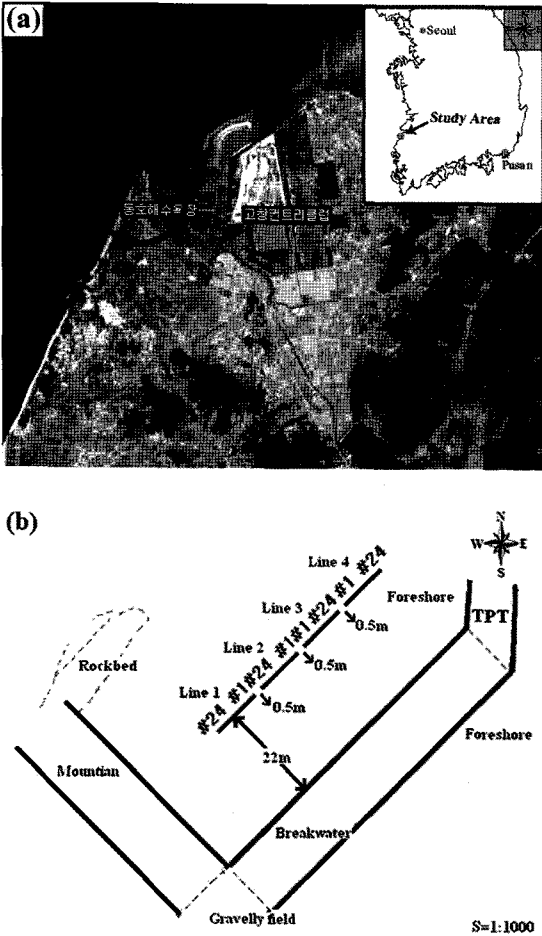 (a)
Seoul
Study Area
Pusan
동호해수욕장
고창컨트리클럽
(b)
N
W E
S
Line 4
#1 #24
Foreshore
TPT
Line 3
#1 #24
0.5m
Line 2
#24 #1
0.5m
Rockbed
Line 1
#24 #1
0.5m
Foreshore
22m
Mountian
Breakwater
Gravelly field
S=1:1000